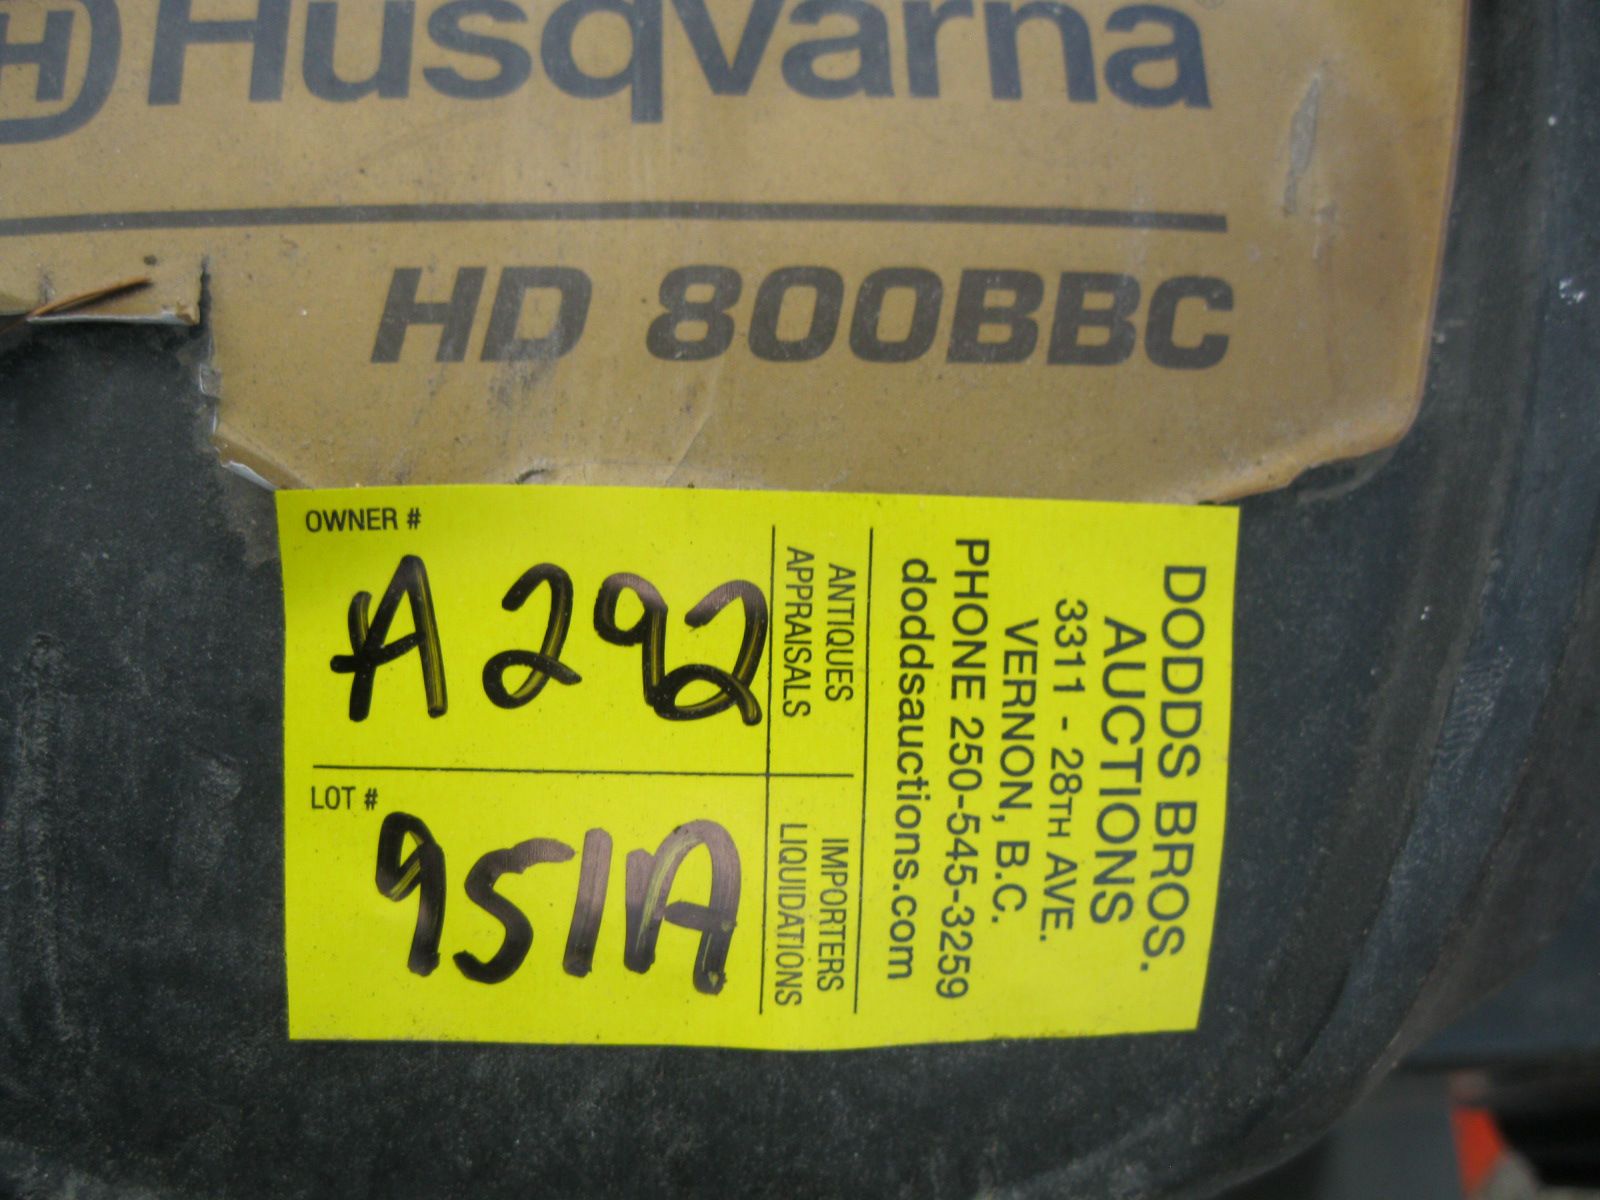 Husqvarna®
HD 800BBC
OWNER #
A292
LOT #
951A
ANTIQUES
APPRAISALS
IMPORTERS
LIQUIDATIONS
DODDS BROS.
AUCTIONS
3311 - 28TH AVE.
VERNON, B.C.
PHONE 250-545-3259
doddsauctions.com